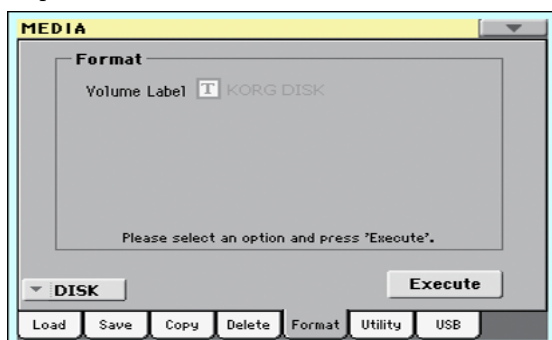 MEDIA
Format
Volume Label T KORG DISK
Please select an option and press 'Execute'.
DISK Execute
Load Save Copy Delete Format Utility USB